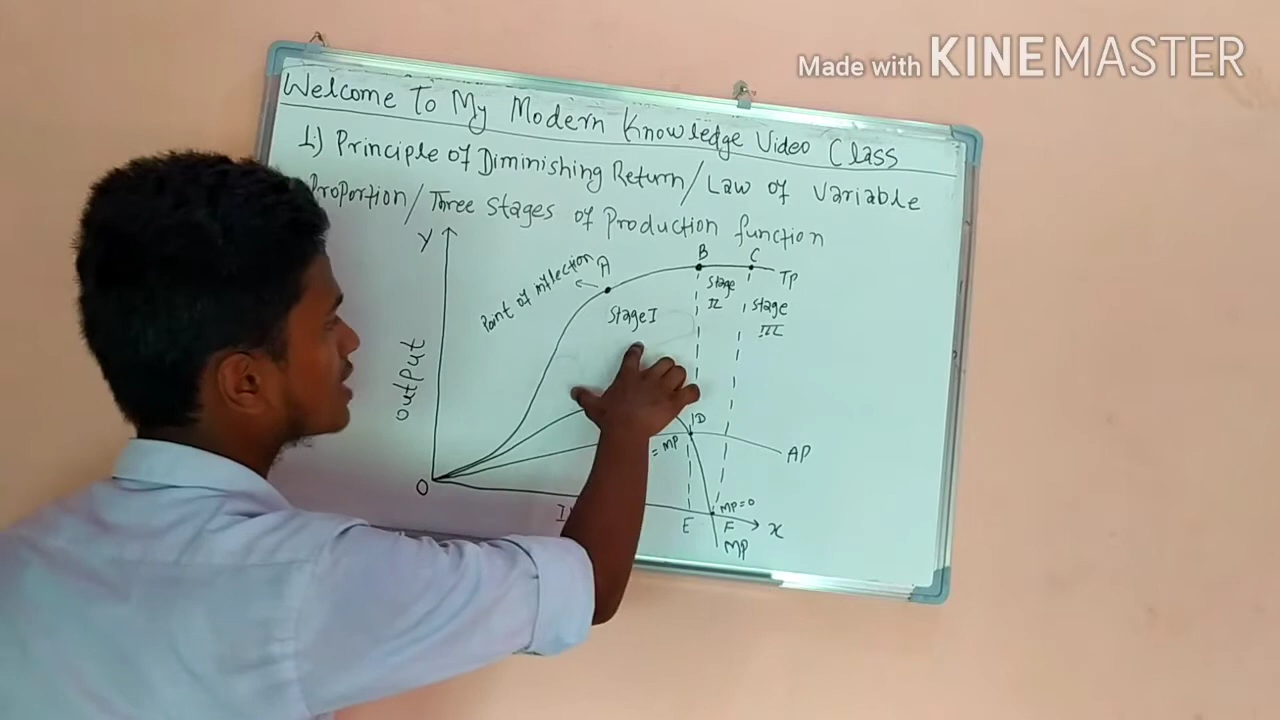 Made with KINEMASTER
Welcome To My Modern Knowledge Video Class
1.) Principle of Diminishing Return/Law of variable
Proportion/Three Stages of Production function
Y
Point of inflection
A
B
C
TP
Stage I
Stage
II
Stage
III
output
D
= MP
AP
O
MP=0
E
F
x
MP